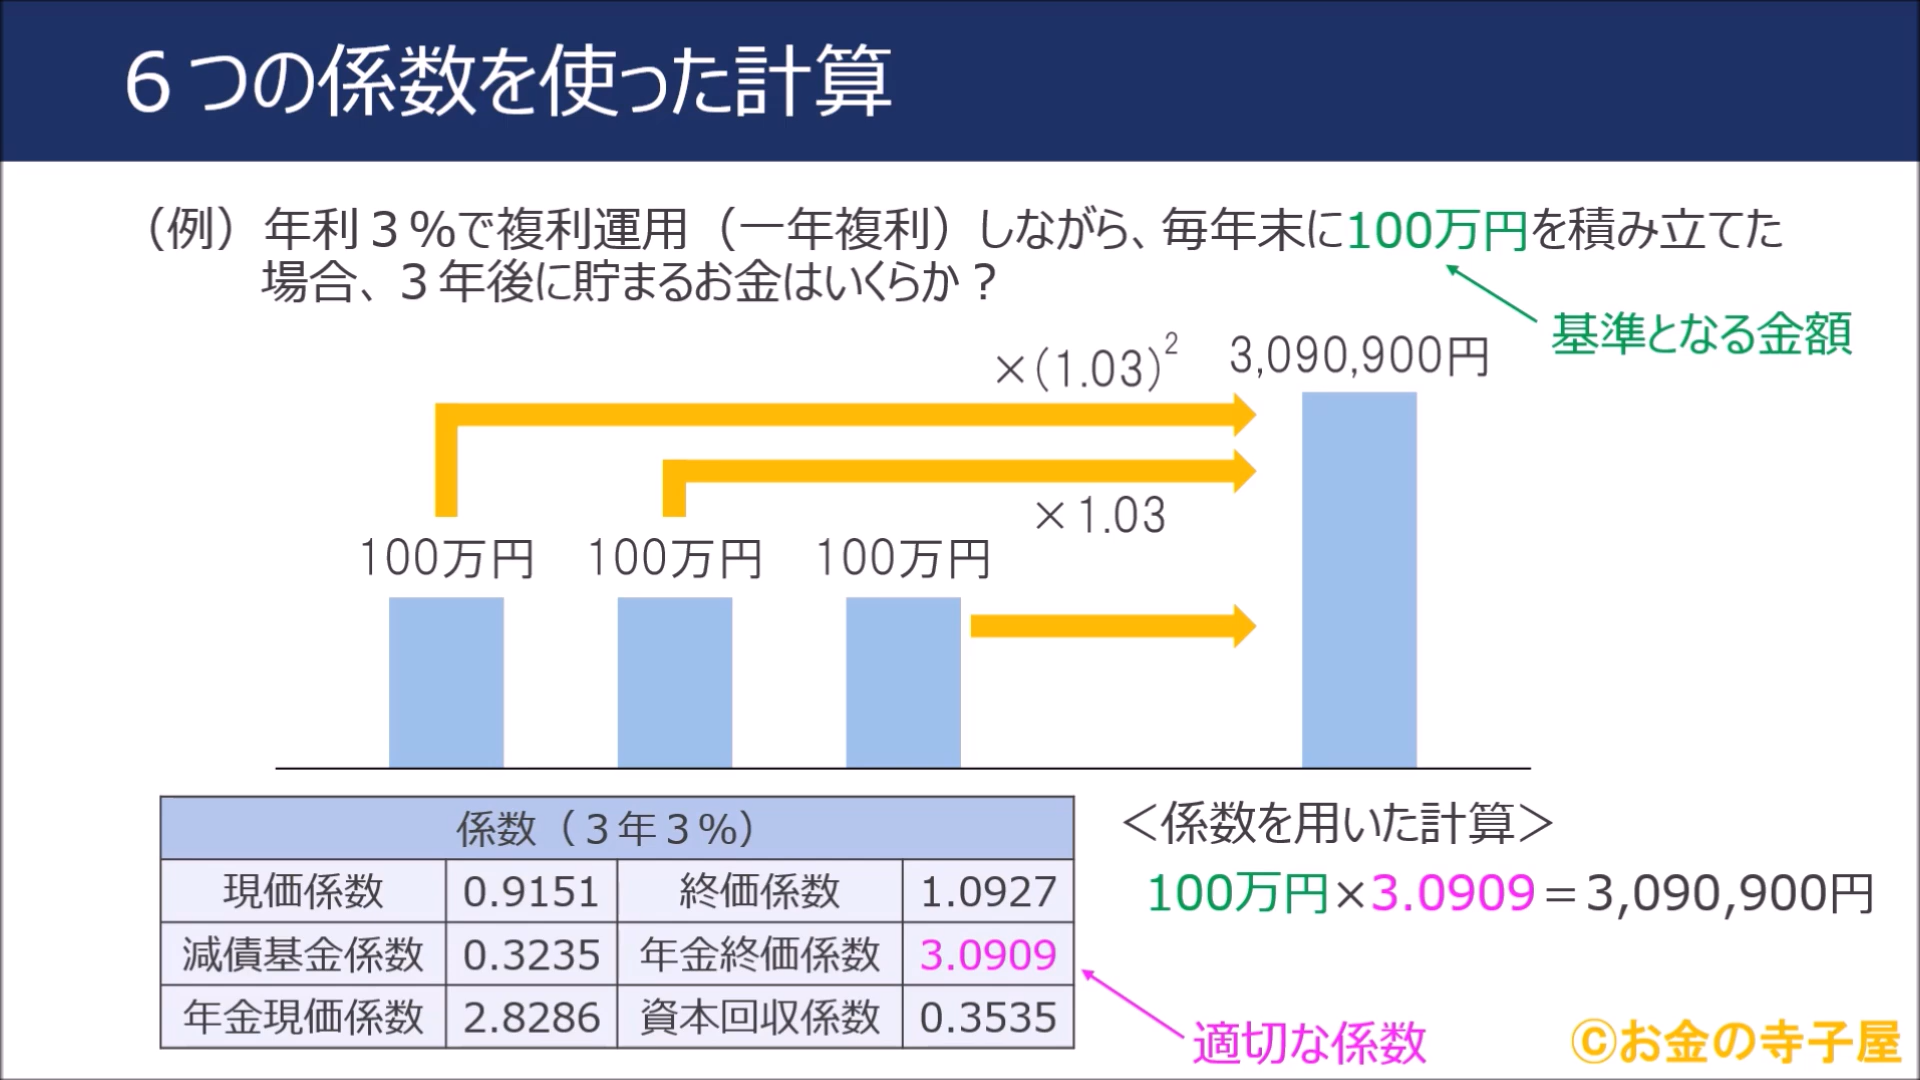 ６つの係数を使った計算
（例）年利３％で複利運用（一年複利）しながら、毎年末に100万円を積み立てた
場合、３年後に貯まるお金はいくらか？
基準となる金額
×(1.03)²
3,090,900円
×1.03
100万円 100万円 100万円
係数（３年３％）
現価係数 0.9151 終価係数 1.0927
減債基金係数 0.3235 年金終価係数 3.0909
年金現価係数 2.8286 資本回収係数 0.3535
＜係数を用いた計算＞
100万円×3.0909＝3,090,900円
適切な係数
©お金の寺子屋